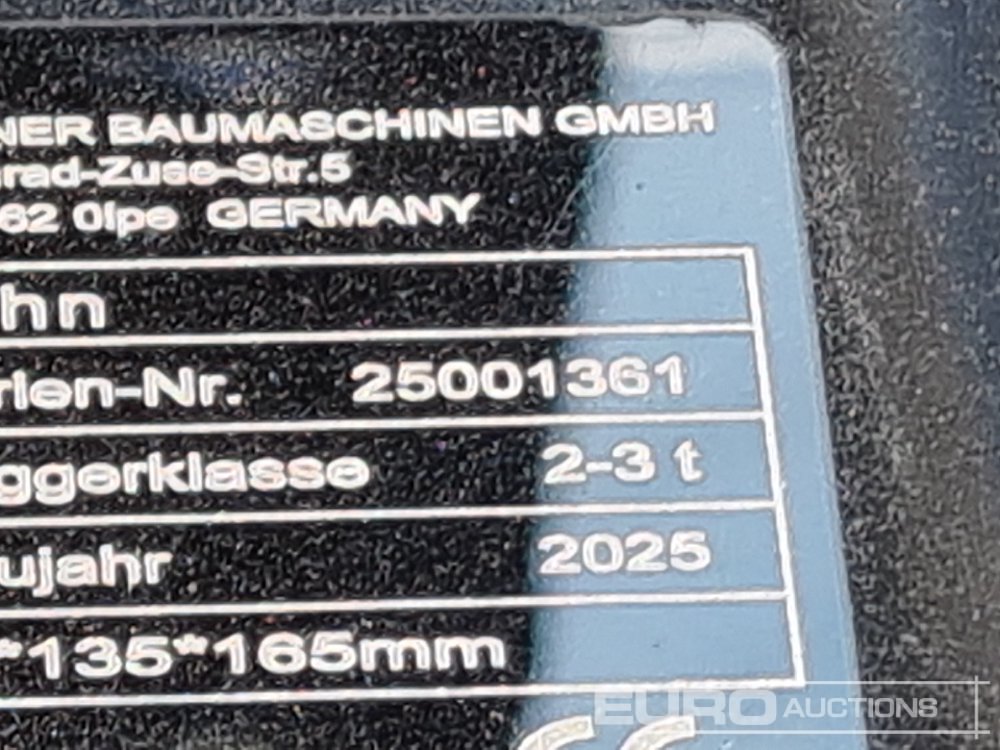 NER BAUMASCHINEN GMBH
rad-Zuse-Str.5
62 Olpe GERMANY
hn
rien-Nr. 25001361
ggerklasse 2-3 t
ujahr 2025
*135*165mm
CE
EURO AUCTIONS